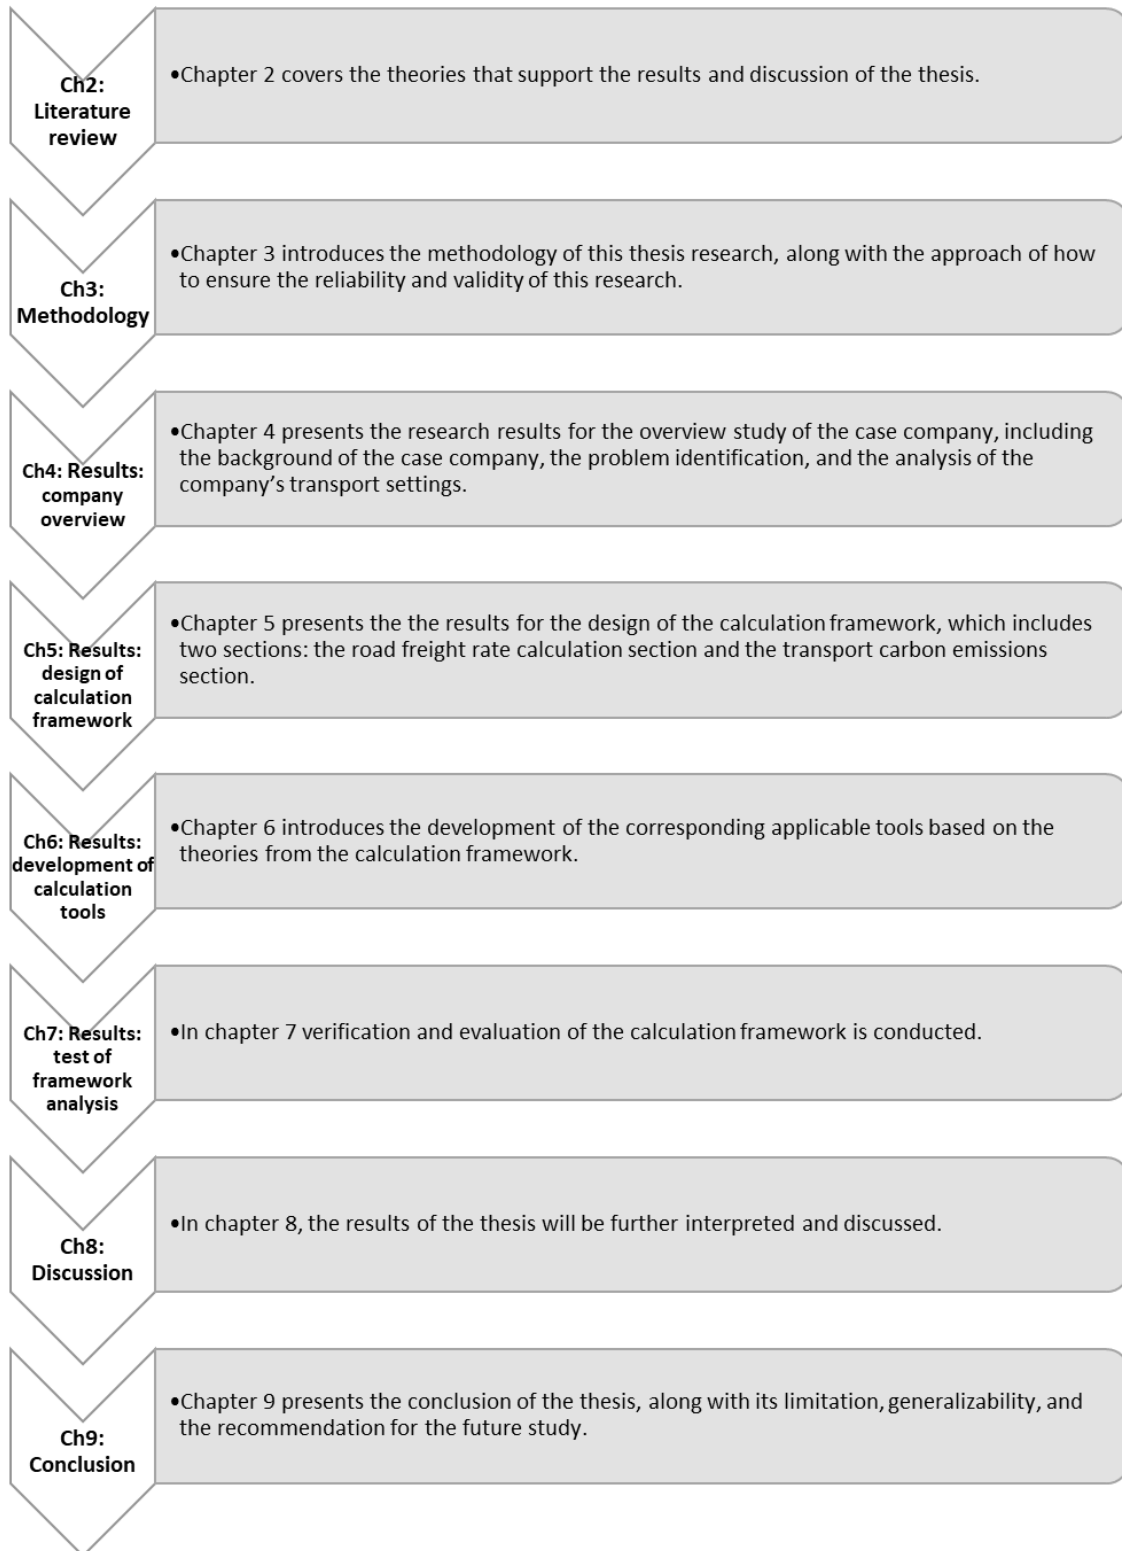 Ch2:
Literature
review
•Chapter 2 covers the theories that support the results and discussion of the thesis.
Ch3:
Methodology
•Chapter 3 introduces the methodology of this thesis research, along with the approach of how
to ensure the reliability and validity of this research.
Ch4: Results:
company
overview
•Chapter 4 presents the research results for the overview study of the case company, including
the background of the case company, the problem identification, and the analysis of the
company’s transport settings.
Ch5: Results:
design of
calculation
framework
•Chapter 5 presents the the results for the design of the calculation framework, which includes
two sections: the road freight rate calculation section and the transport carbon emissions
section.
Ch6: Results:
development of
calculation
tools
•Chapter 6 introduces the development of the corresponding applicable tools based on the
theories from the calculation framework.
Ch7: Results:
test of
framework
analysis
•In chapter 7 verification and evaluation of the calculation framework is conducted.
Ch8:
Discussion
•In chapter 8, the results of the thesis will be further interpreted and discussed.
Ch9:
Conclusion
•Chapter 9 presents the conclusion of the thesis, along with its limitation, generalizability, and
the recommendation for the future study.